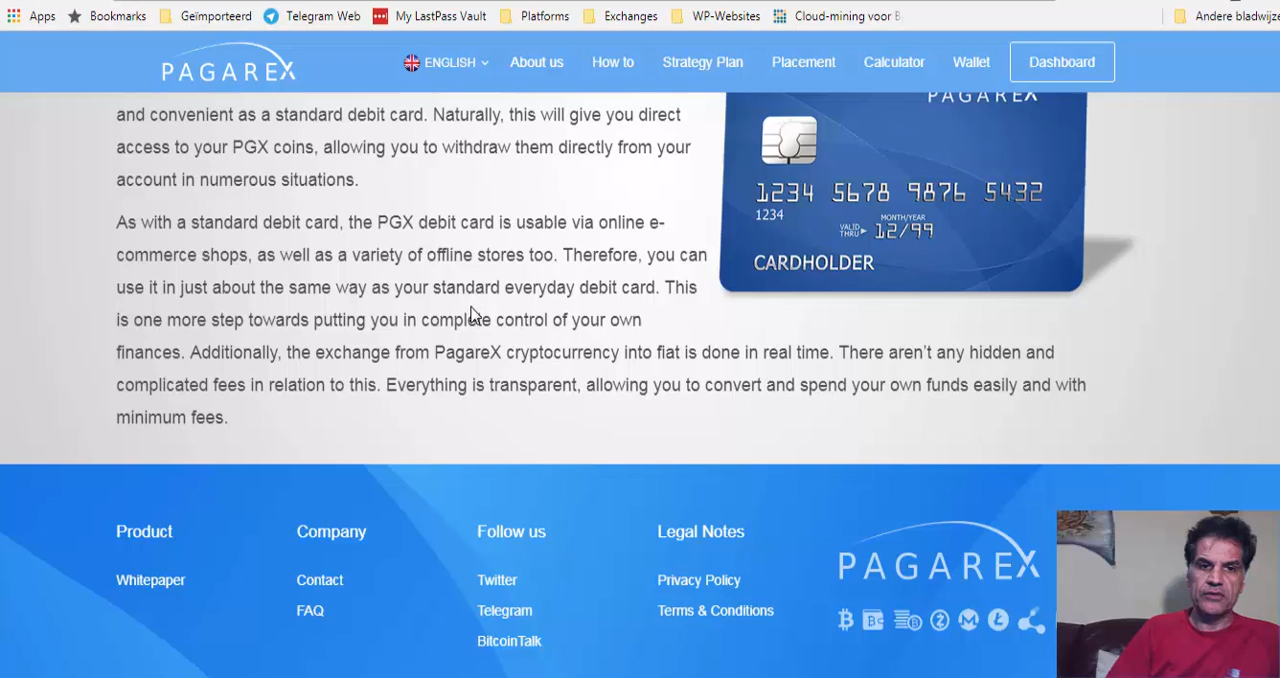 Apps Bookmarks Geïmporteerd Telegram Web My LastPass Vault Platforms Exchanges WP-Websites Cloud-mining voor B Andere bladwijze
PAGAREX ENGLISH About us How to Strategy Plan Placement Calculator Wallet Dashboard
and convenient as a standard debit card. Naturally, this will give you direct
access to your PGX coins, allowing you to withdraw them directly from your
account in numerous situations.
As with a standard debit card, the PGX debit card is usable via online e-
commerce shops, as well as a variety of offline stores too. Therefore, you can
use it in just about the same way as your standard everyday debit card. This
is one more step towards putting you in complete control of your own
finances. Additionally, the exchange from PagareX cryptocurrency into fiat is done in real time. There aren't any hidden and
complicated fees in relation to this. Everything is transparent, allowing you to convert and spend your own funds easily and with
minimum fees.
PAGAREX
1234 5678 9876 5432
1234
MONTH/YEAR
VALID THRU 12/99
CARDHOLDER
Product
Whitepaper
Company
Contact
FAQ
Follow us
Twitter
Telegram
BitcoinTalk
Legal Notes
Privacy Policy
Terms & Conditions
PAGAREX